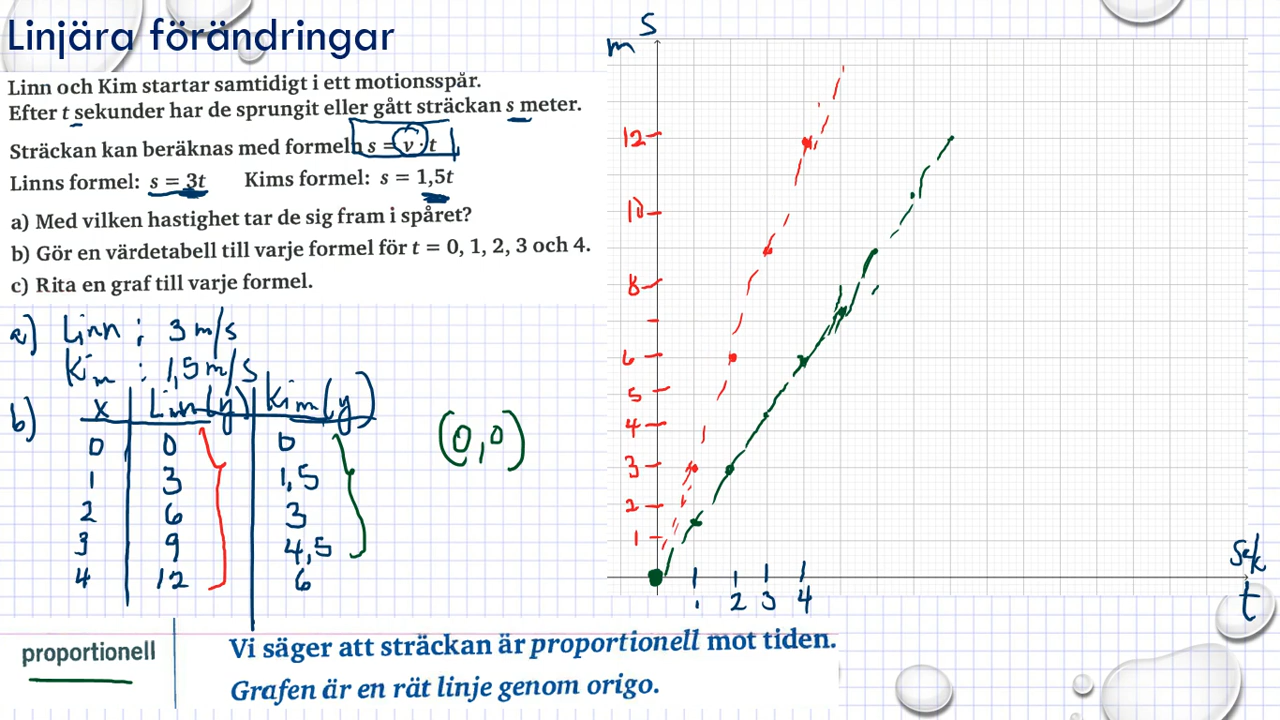 Linjära förändringar
Linn och Kim startar samtidigt i ett motionsspår.
Efter t sekunder har de sprungit eller gått sträckan s meter.
Sträckan kan beräknas med formeln s = v · t
Linns formel: s = 3t Kims formel: s = 1,5t
a) Med vilken hastighet tar de sig fram i spåret?
b) Gör en värdetabell till varje formel för t = 0, 1, 2, 3 och 4.
c) Rita en graf till varje formel.
a) Linn : 3 m/s
Kim : 1,5 m/s
b) x Linn(y) Kim(y)
0 0 0
1 3 1,5
2 6 3
3 9 4,5
4 12 6
(0,0)
m s
12
10
8
6
5
4
3
2
1
1 2 3 4
sek
t
proportionell
Vi säger att sträckan är proportionell mot tiden.
Grafen är en rät linje genom origo.